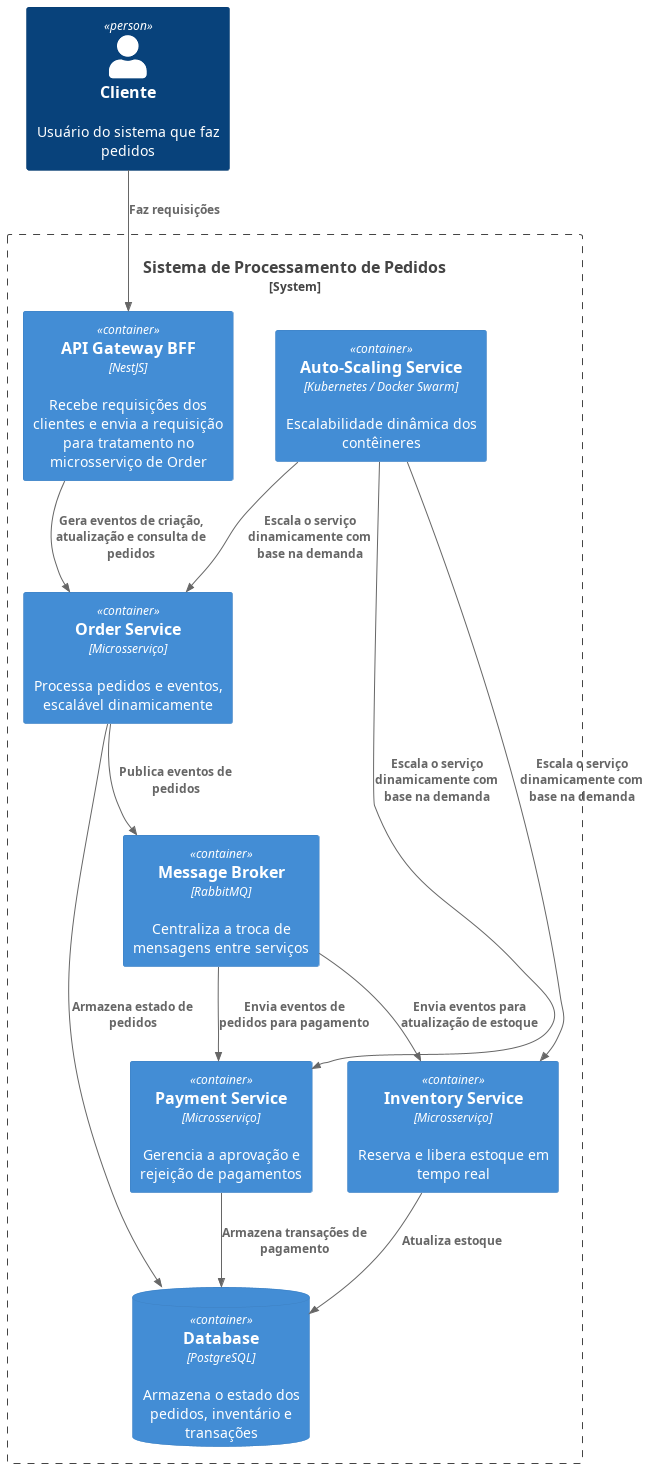 «person»
Cliente
Usuário do sistema que faz
pedidos
Faz requisições
Sistema de Processamento de Pedidos
[System]
«container»
API Gateway BFF
[NestJS]
Recebe requisições dos
clientes e envia a requisição
para tratamento no
microsserviço de Order
«container»
Auto-Scaling Service
[Kubernetes / Docker Swarm]
Escalabilidade dinâmica dos
contêineres
Gera eventos de criação,
atualização e consulta de
pedidos
Escala o serviço
dinamicamente com
base na demanda
«container»
Order Service
[Microsserviço]
Processa pedidos e eventos,
escalável dinamicamente
Publica eventos de
pedidos
Escala o serviço
dinamicamente com
base na demanda
Escala o serviço
dinamicamente com
base na demanda
«container»
Message Broker
[RabbitMQ]
Centraliza a troca de
mensagens entre serviços
Armazena estado de
pedidos
Envia eventos de
pedidos para pagamento
Envia eventos para
atualização de estoque
«container»
Payment Service
[Microsserviço]
Gerencia a aprovação e
rejeição de pagamentos
«container»
Inventory Service
[Microsserviço]
Reserva e libera estoque em
tempo real
Armazena transações de
pagamento
Atualiza estoque
«container»
Database
[PostgreSQL]
Armazena o estado dos
pedidos, inventário e
transações